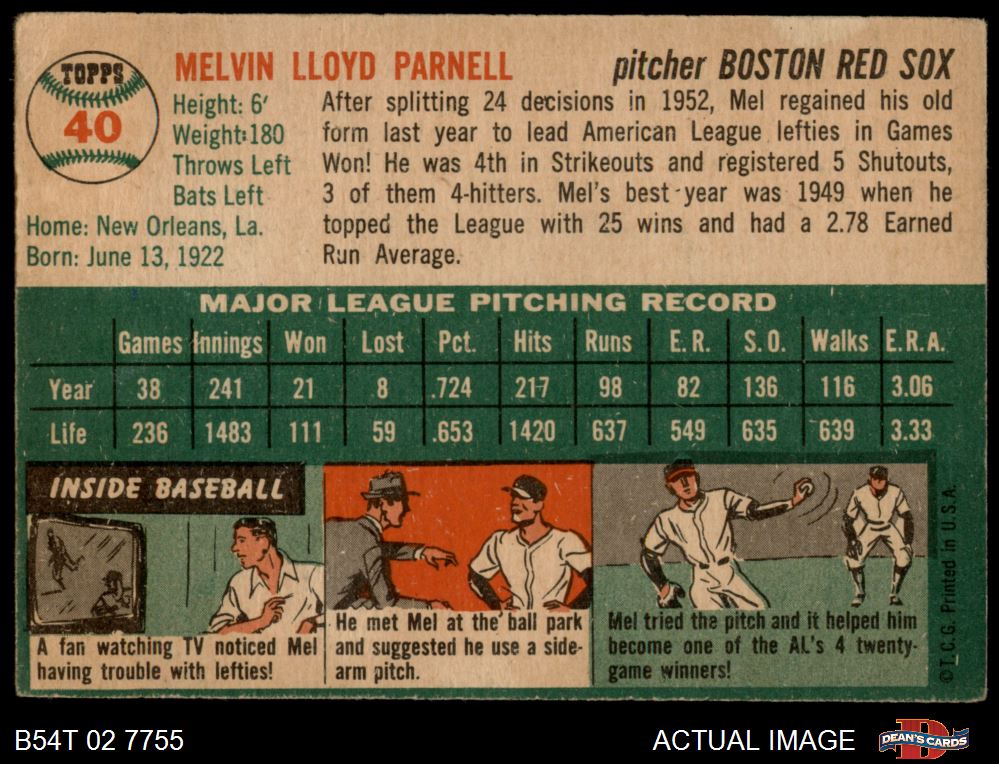 TOPPS
40
MELVIN LLOYD PARNELL
pitcher BOSTON RED SOX
Height: 6'
Weight: 180
Throws Left
Bats Left
Home: New Orleans, La.
Born: June 13, 1922
After splitting 24 decisions in 1952, Mel regained his old
form last year to lead American League lefties in Games
Won! He was 4th in Strikeouts and registered 5 Shutouts,
3 of them 4-hitters. Mel's best year was 1949 when he
topped the League with 25 wins and had a 2.78 Earned
Run Average.
MAJOR LEAGUE PITCHING RECORD
Games Innings Won Lost Pct. Hits Runs E. R. S. O. Walks E.R.A.
Year 38 241 21 8 .724 217 98 82 136 116 3.06
Life 236 1483 111 59 .653 1420 637 549 635 639 3.33
INSIDE BASEBALL
A fan watching TV noticed Mel
having trouble with lefties!
He met Mel at the ball park
and suggested he use a side-
arm pitch.
Mel tried the pitch and it helped him
become one of the AL's 4 twenty-
game winners!
© T.C.G. Printed in U.S.A.
B54T 02 7755
ACTUAL IMAGE
DEAN'S CARDS